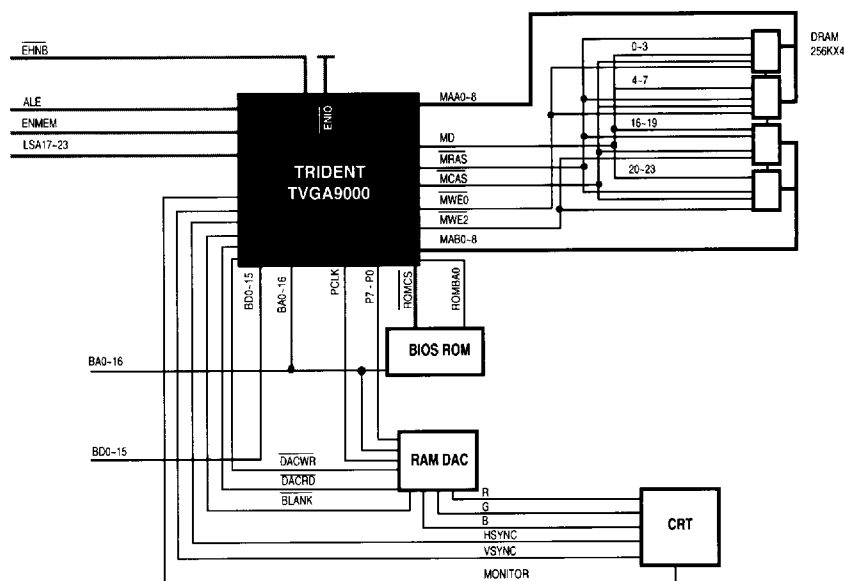 DRAM
256KX4
EHNB
ALE
ENMEM
LSA17~23
ENIO
TRIDENT
TVGA9000
MAA0~8
MD
MRAS
MCAS
MWE0
MWE2
MAB0~8
0~3
4~7
16~19
20~23
BD0~15
BA0~16
PCLK
P7 - P0
ROMCS
ROMBA0
BIOS ROM
BA0~16
BD0~15
DACWR
DACRD
BLANK
RAM DAC
R
G
B
HSYNC
VSYNC
MONITOR
CRT